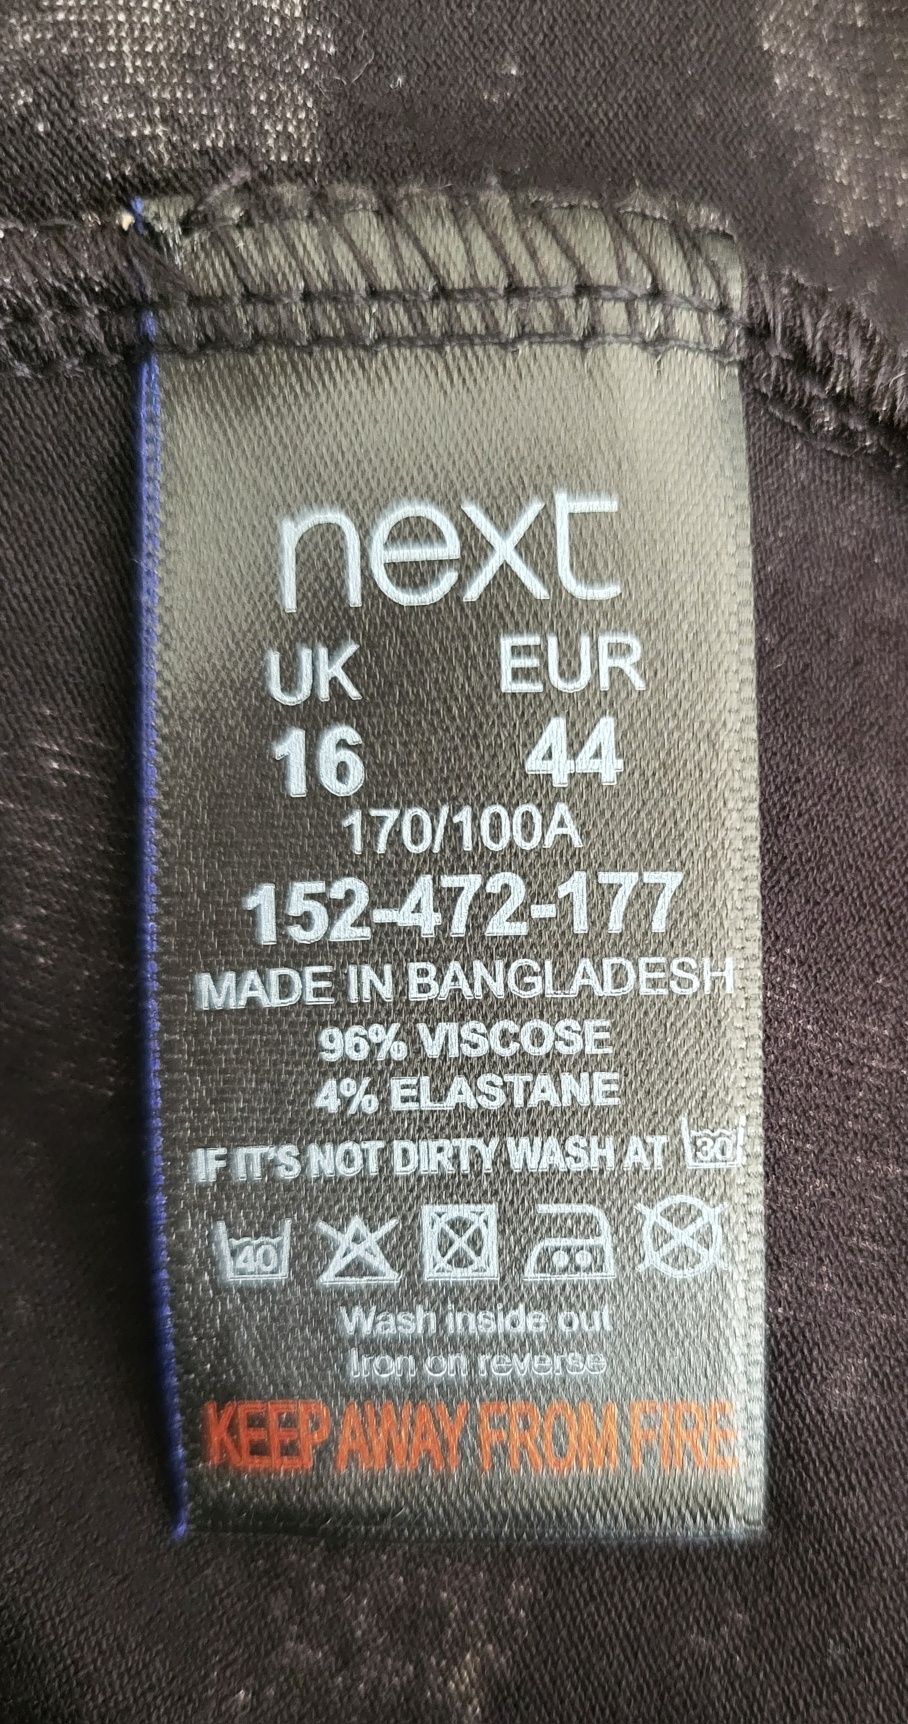 next
UK EUR
16 44
170/100A
152-472-177
MADE IN BANGLADESH
96% VISCOSE
4% ELASTANE
IF IT'S NOT DIRTY WASH AT 30
40
Wash inside out
Iron on reverse
KEEP AWAY FROM FIRE